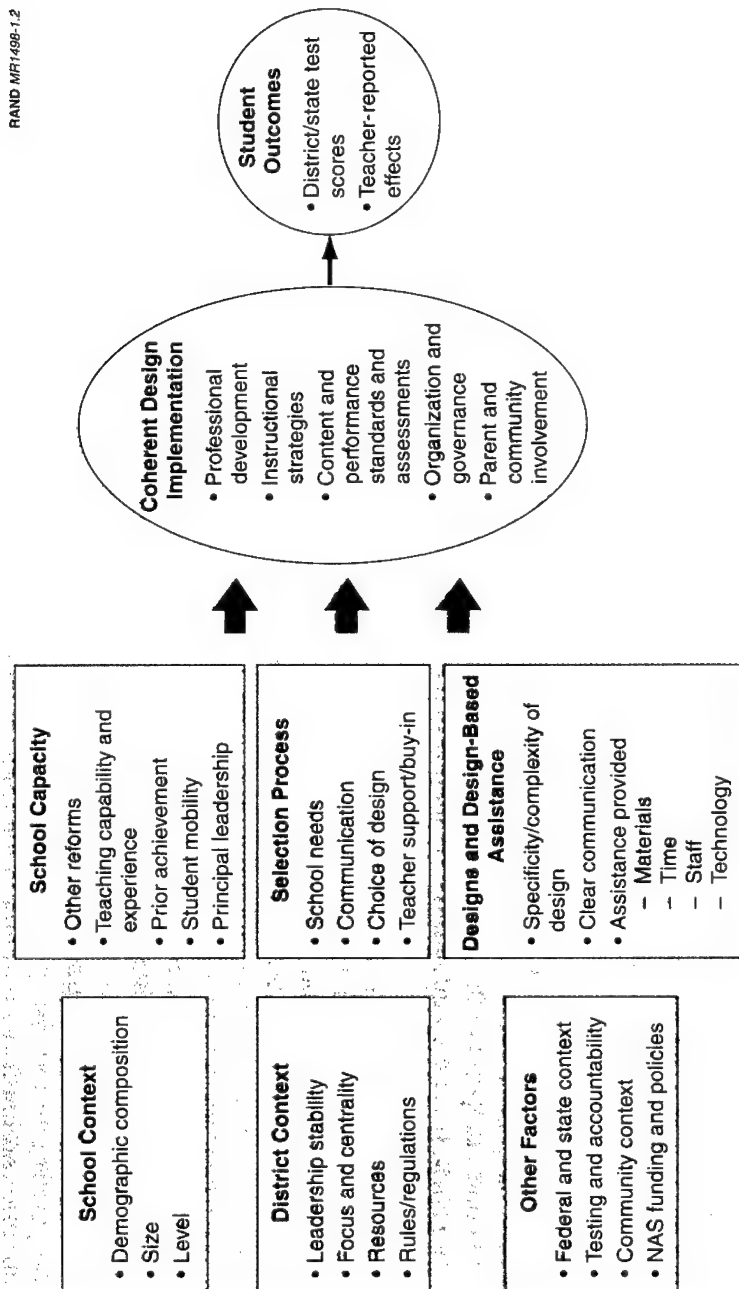 RAND MR1498-1.2
School Context
• Demographic composition
• Size
• Level
District Context
• Leadership stability
• Focus and centrality
• Resources
• Rules/regulations
Other Factors
• Federal and state context
• Testing and accountability
• Community context
• NAS funding and policies
School Capacity
• Other reforms
• Teaching capability and
experience
• Prior achievement
• Student mobility
• Principal leadership
Selection Process
• School needs
• Communication
• Choice of design
• Teacher support/buy-in
Designs and Design-Based
Assistance
• Specificity/complexity of
design
• Clear communication
• Assistance provided
– Materials
– Time
– Staff
– Technology
Coherent Design
Implementation
• Professional
development
• Instructional
strategies
• Content and
performance
standards and
assessments
• Organization and
governance
• Parent and
community
involvement
Student
Outcomes
• District/state test
scores
• Teacher-reported
effects